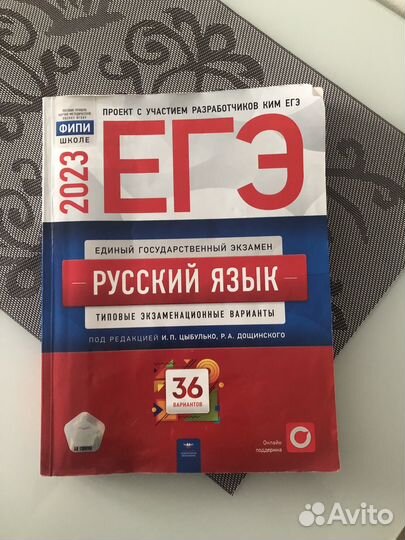 ПРОЕКТ С УЧАСТИЕМ РАЗРАБОТЧИКОВ КИМ ЕГЭ
ФИПИ
ШКОЛЕ
2023
ЕГЭ
ЕДИНЫЙ ГОСУДАРСТВЕННЫЙ ЭКЗАМЕН
РУССКИЙ ЯЗЫК
ТИПОВЫЕ ЭКЗАМЕНАЦИОННЫЕ ВАРИАНТЫ
ПОД РЕДАКЦИЕЙ И.П. ЦЫБУЛЬКО, Р.А. ДОЩИНСКОГО
36
ВАРИАНТОВ
Онлайн
поддержка
Avito